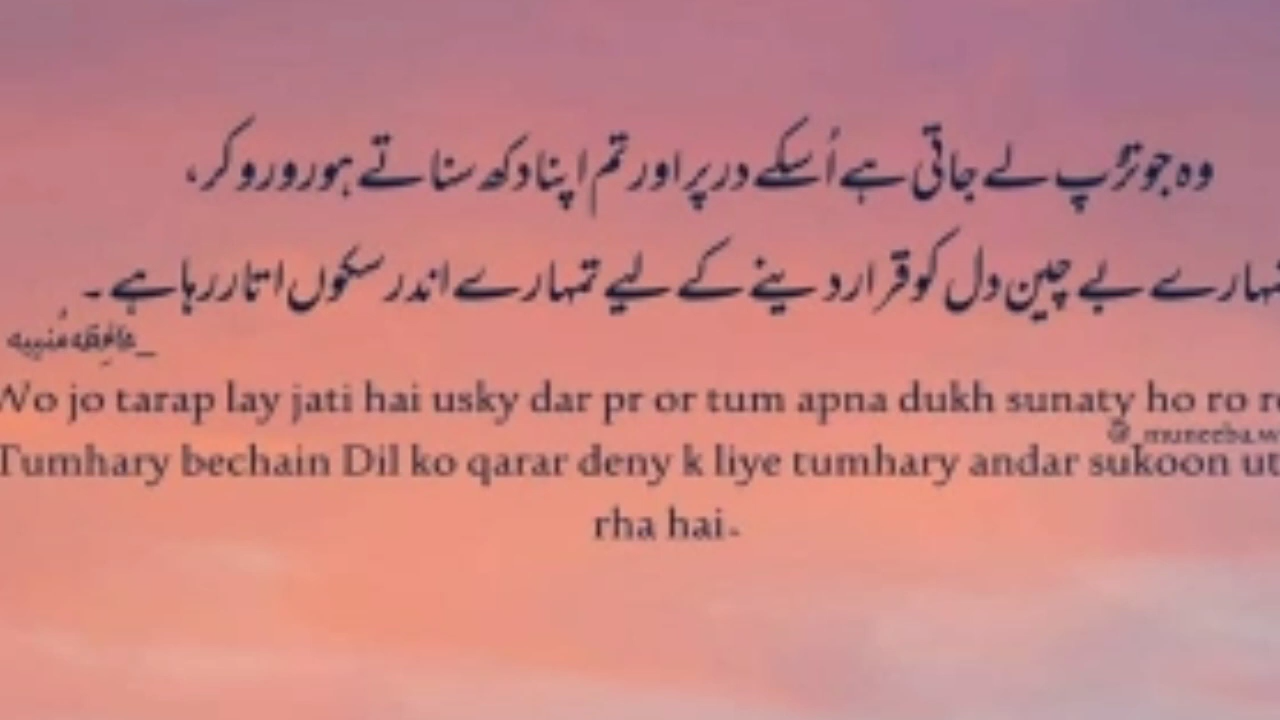 وہ جو تڑپ لے جاتی ہے اُسکے در پر اور تم اپنا دکھ سناتے ہو رو رو کر،
تمہارے بے چین دل کو قرار دینے کے لیے تمہارے اندر سکوں اتار رہا ہے۔
Wo jo tarap lay jati hai usky dar pr or tum apna dukh sunaty ho ro r
@_muneeba.w
Tumhary bechain Dil ko qarar deny k liye tumhary andar sukoon ut
rha hai.